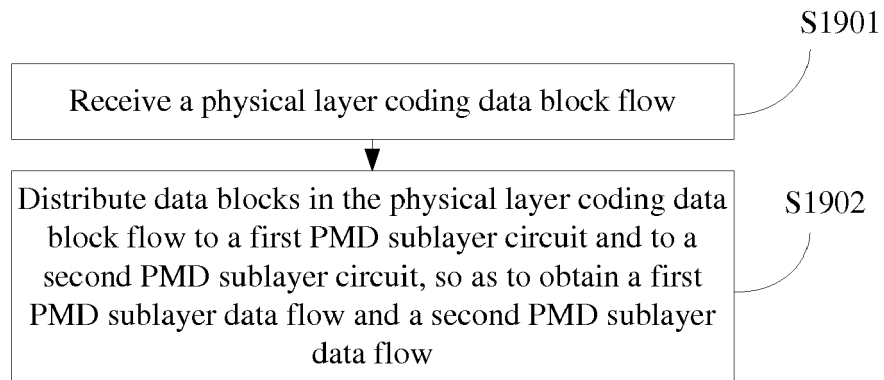 S1901
Receive a physical layer coding data block flow
Distribute data blocks in the physical layer coding data
block flow to a first PMD sublayer circuit and to a
second PMD sublayer circuit, so as to obtain a first
PMD sublayer data flow and a second PMD sublayer
data flow
S1902